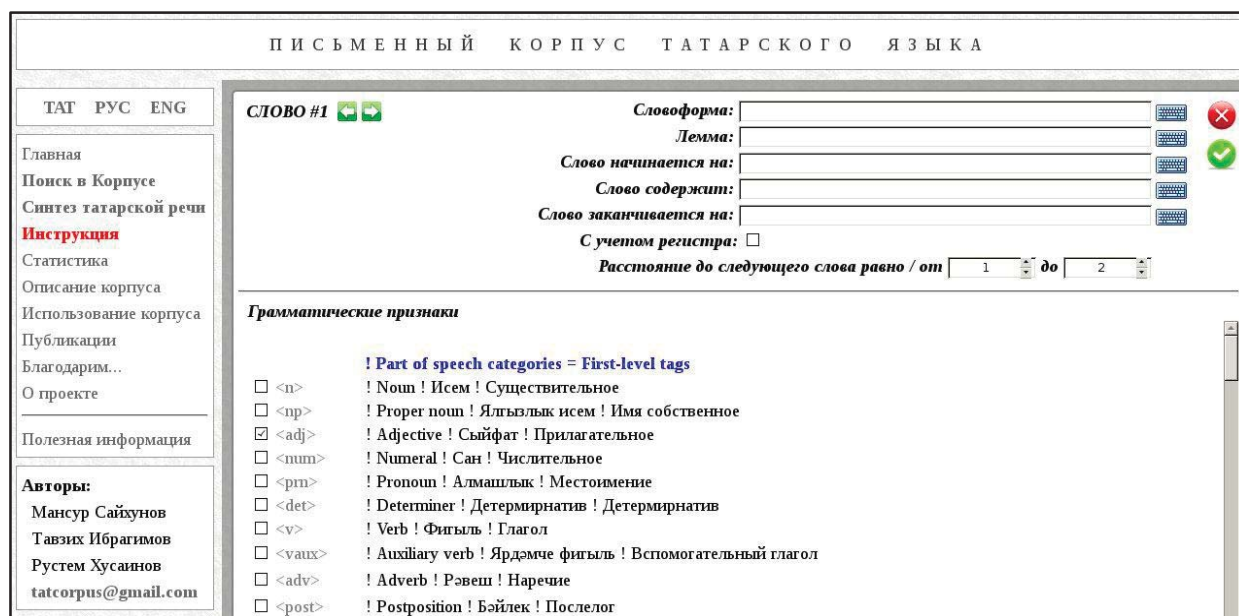 ПИСЬМЕННЫЙ КОРПУС ТАТАРСКОГО ЯЗЫКА
ТАТ РУС ENG
Главная
Поиск в Корпусе
Синтез татарской речи
Инструкция
Статистика
Описание корпуса
Использование корпуса
Публикации
Благодарим...
О проекте
Полезная информация
Авторы:
Мансур Сайхунов
Тавзих Ибрагимов
Рустем Хусаинов
tatcorpus@gmail.com
СЛОВО #1
Словоформа:
Лемма:
Слово начинается на:
Слово содержит:
Слово заканчивается на:
С учетом регистра:
Расстояние до следующего слова равно / от 1 до 2
Грамматические признаки
! Part of speech categories = First-level tags
<n> ! Noun ! Исем ! Существительное
<np> ! Proper noun ! Ялгызлык исем ! Имя собственное
<adj> ! Adjective ! Сыйфат ! Прилагательное
<num> ! Numeral ! Сан ! Числительное
<prn> ! Pronoun ! Алмашлык ! Местоимение
<det> ! Determiner ! Детермирнатив ! Детермирнатив
<v> ! Verb ! Фигыль ! Глагол
<vaux> ! Auxiliary verb ! Ярдәмче фигыль ! Вспомогательный глагол
<adv> ! Adverb ! Рәвеш ! Наречие
<post> ! Postposition ! Бәйлек ! Послелог